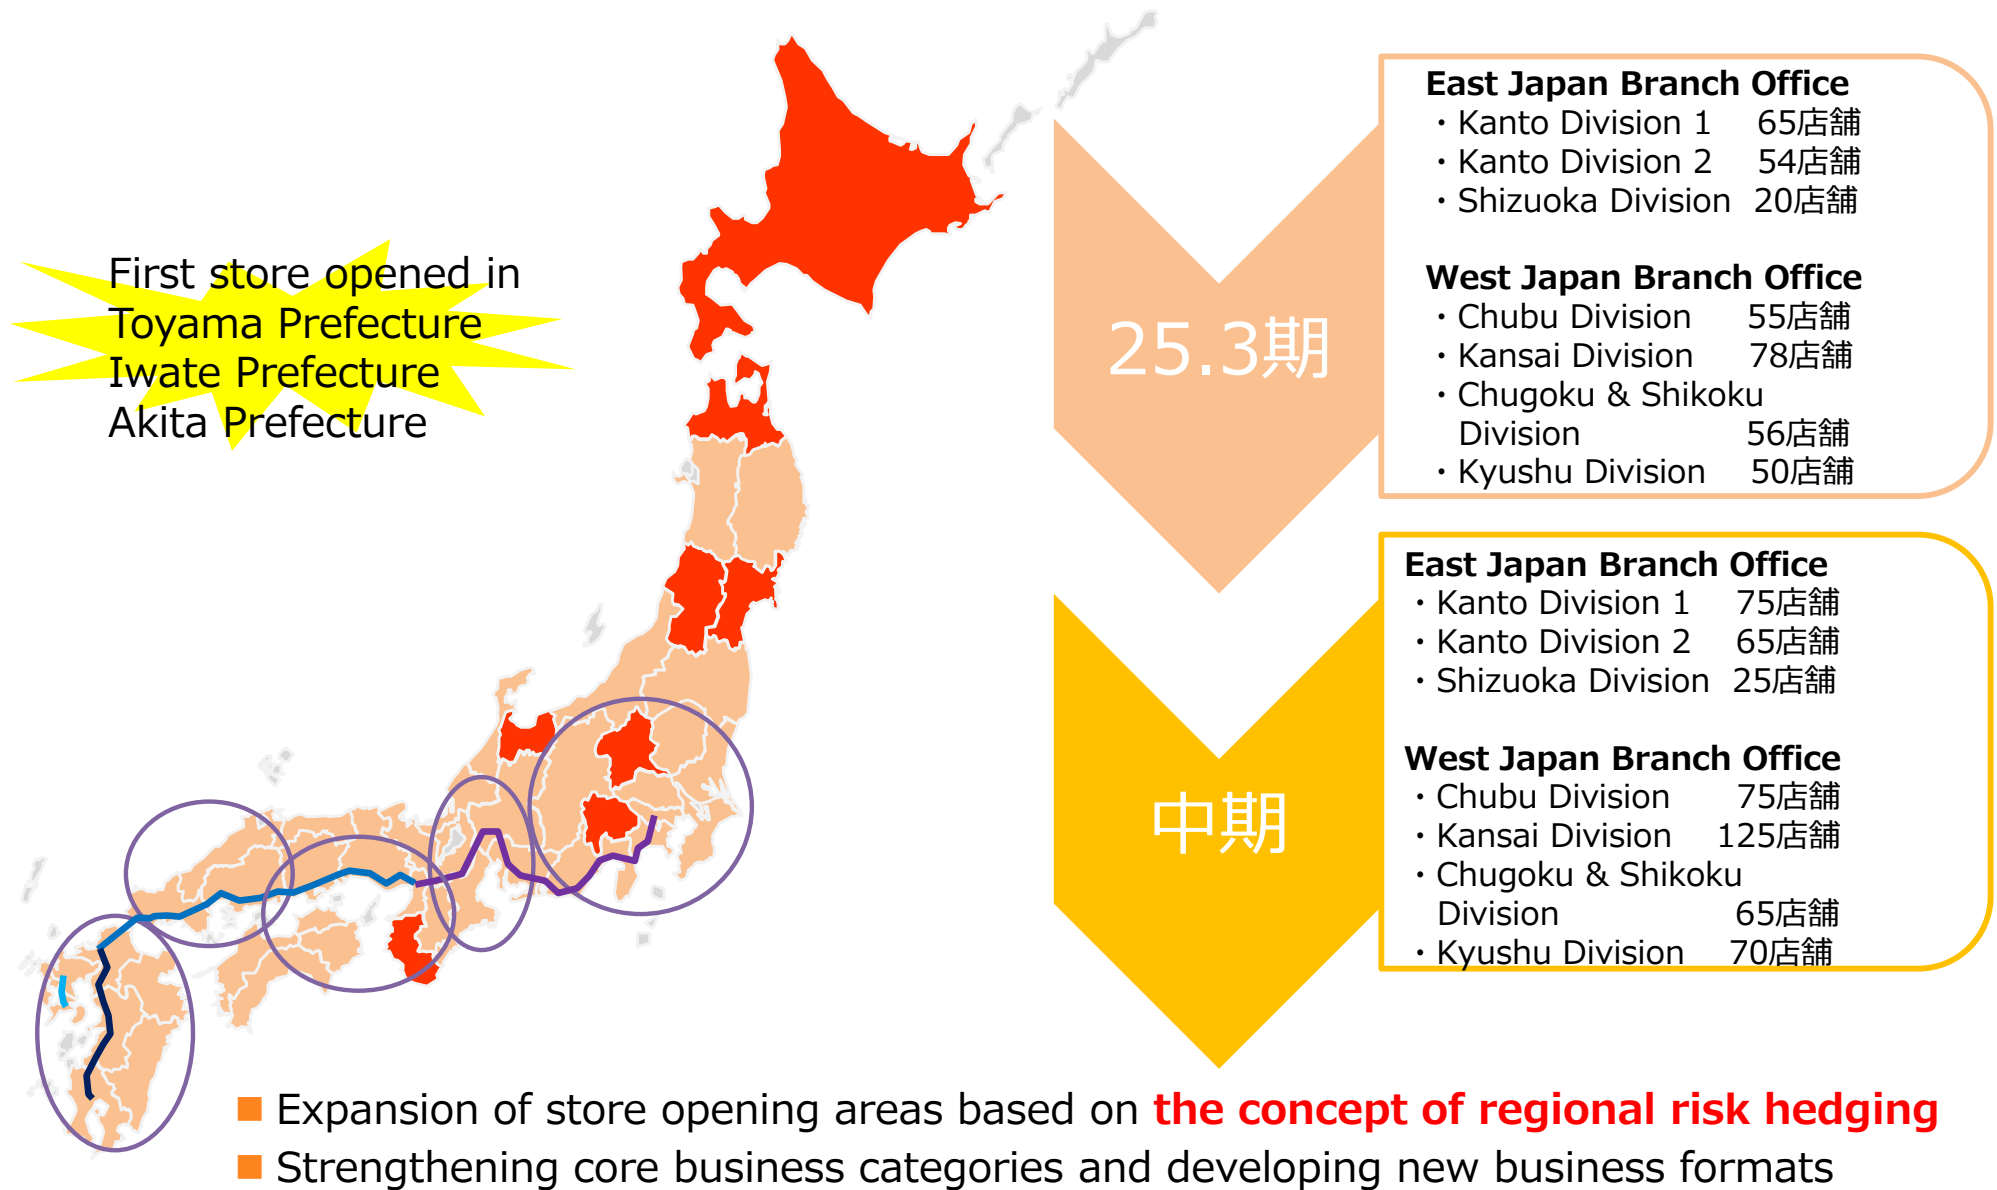 First store opened in
Toyama Prefecture
Iwate Prefecture
Akita Prefecture
25.3期
East Japan Branch Office
・Kanto Division 1 65店舗
・Kanto Division 2 54店舗
・Shizuoka Division 20店舗
West Japan Branch Office
・Chubu Division 55店舗
・Kansai Division 78店舗
・Chugoku & Shikoku
Division 56店舗
・Kyushu Division 50店舗
中期
East Japan Branch Office
・Kanto Division 1 75店舗
・Kanto Division 2 65店舗
・Shizuoka Division 25店舗
West Japan Branch Office
・Chubu Division 75店舗
・Kansai Division 125店舗
・Chugoku & Shikoku
Division 65店舗
・Kyushu Division 70店舗
■ Expansion of store opening areas based on the concept of regional risk hedging
■ Strengthening core business categories and developing new business formats